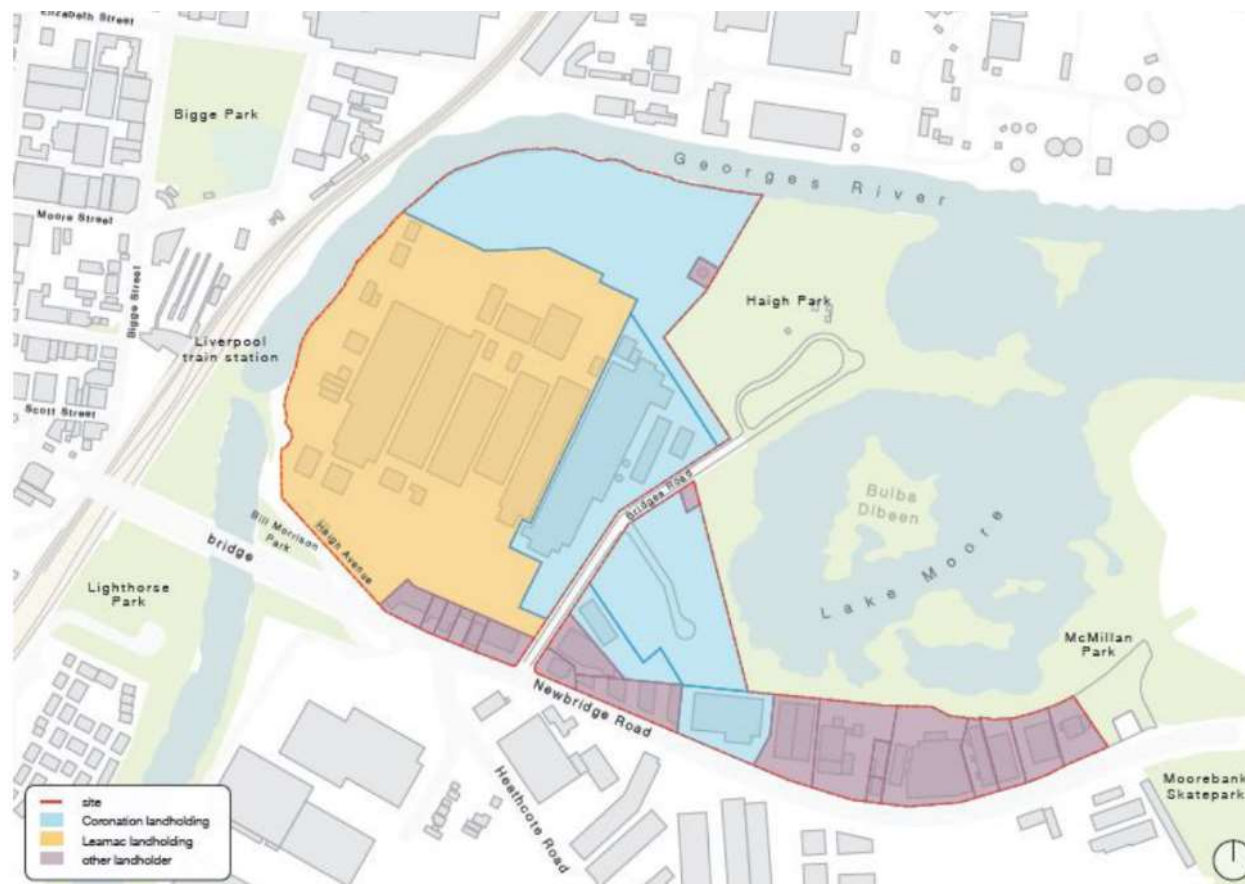 Elizabeth Street
Bigge Park
Georges River
Moore Street
Bigge Street
Haigh Park
Liverpool
train station
Scott Street
Bridges Road
Bulba
Dibeen
Bill Morrison
Park
Haigh Avenue
bridge
Lake Moore
Lighthorse
Park
McMillan
Park
Newbridge Road
Heathcote Road
Moorebank
Skatepark
site
Coronation landholding
Leamac landholding
other landholder